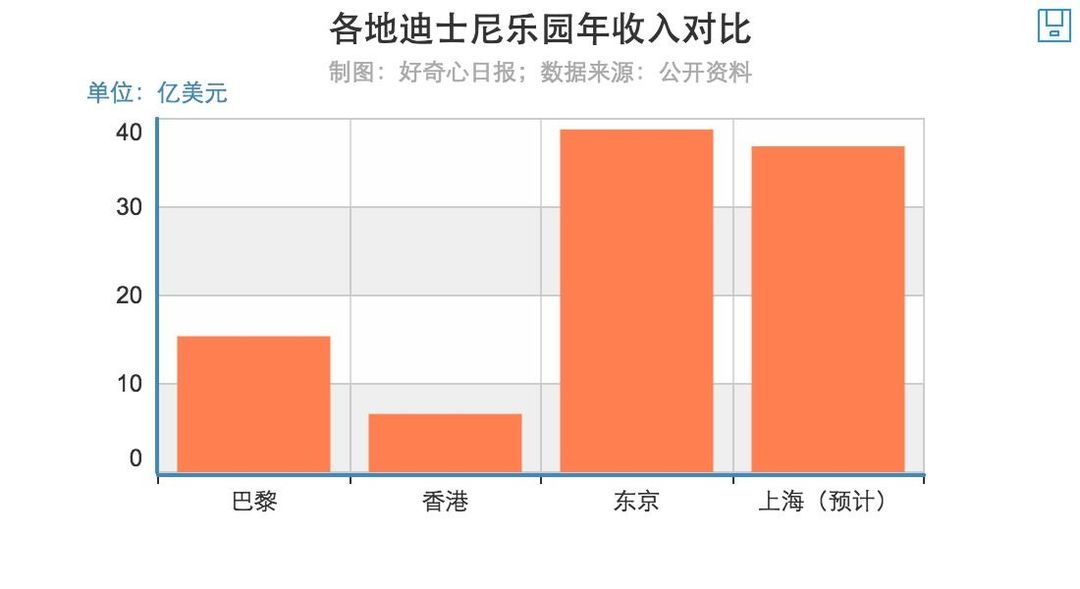 各地迪士尼乐园年收入对比
制图：好奇心日报；数据来源：公开资料
单位：亿美元
40
30
20
10
0
巴黎
香港
东京
上海（预计）